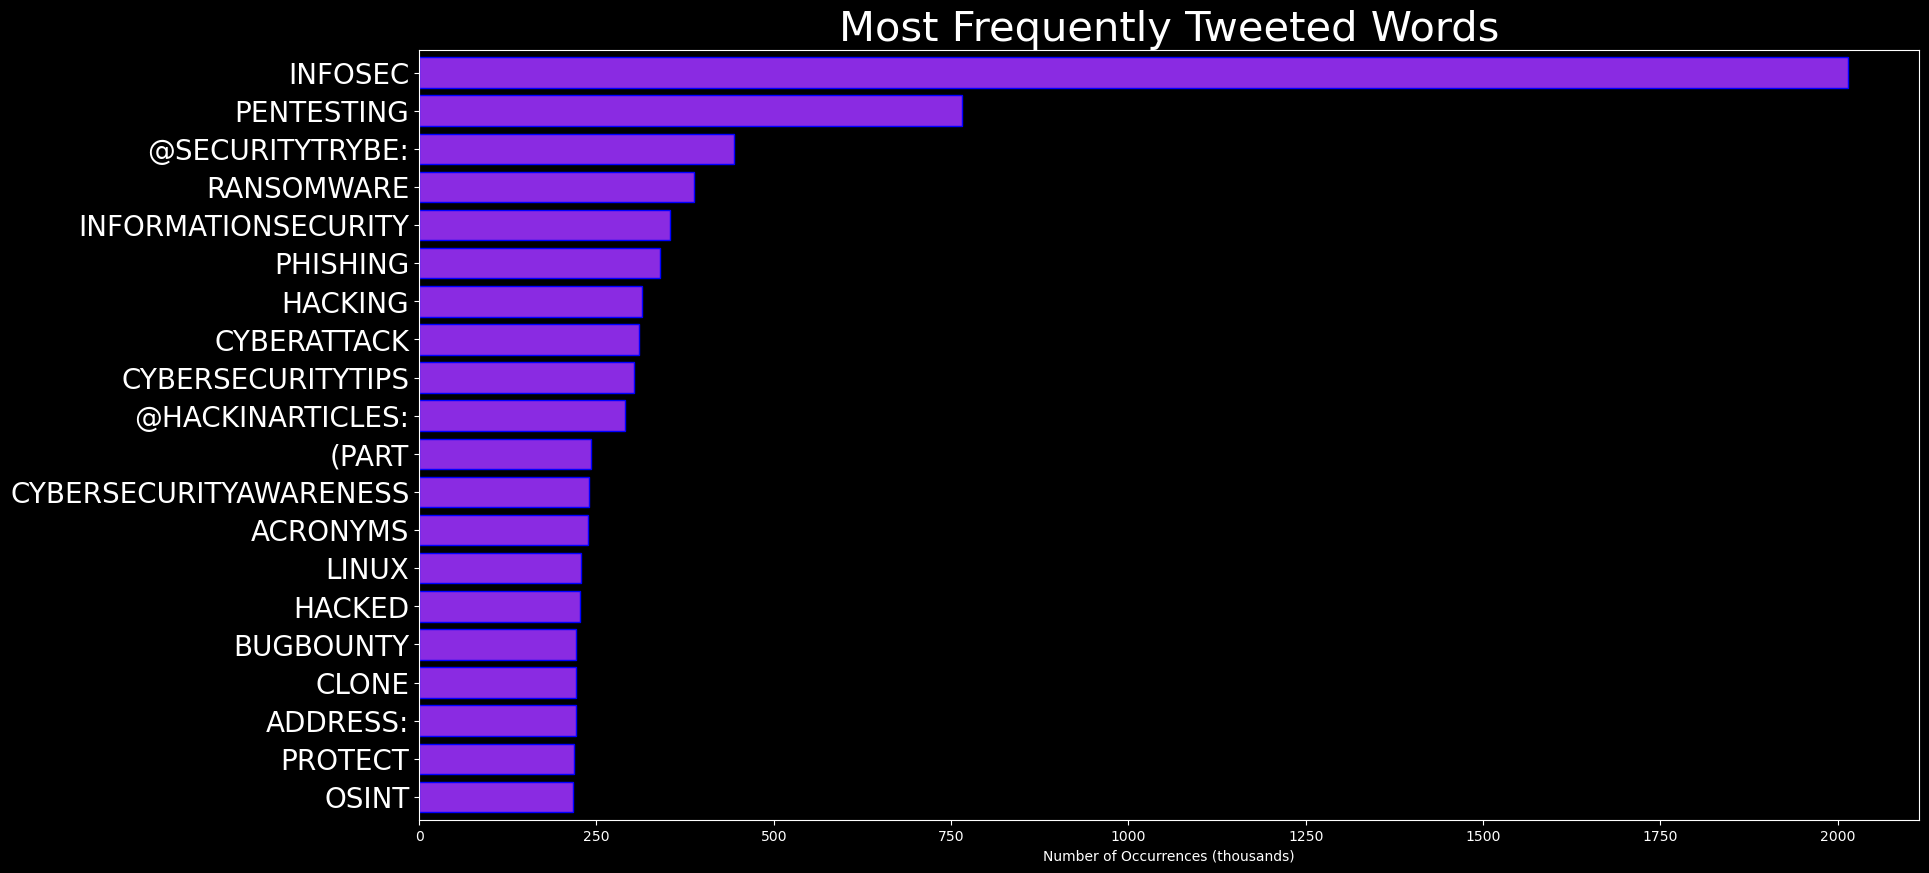 Most Frequently Tweeted Words
INFOSEC
PENTESTING
@SECURITYTRYBE:
RANSOMWARE
INFORMATIONSECURITY
PHISHING
HACKING
CYBERATTACK
CYBERSECURITYTIPS
@HACKINARTICLES:
(PART
CYBERSECURITYAWARENESS
ACRONYMS
LINUX
HACKED
BUGBOUNTY
CLONE
ADDRESS:
PROTECT
OSINT
0 250 500 750 1000 1250 1500 1750 2000
Number of Occurrences (thousands)